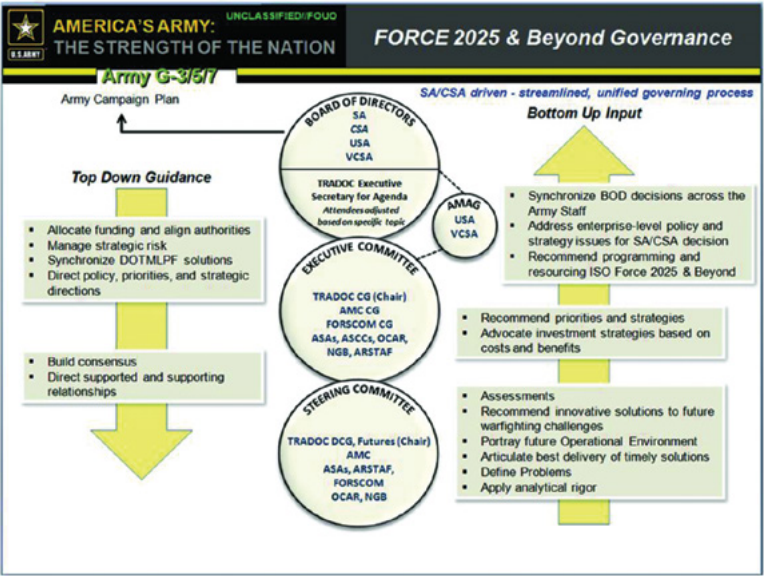 UNCLASSIFIED//FOUO
AMERICA'S ARMY:
THE STRENGTH OF THE NATION
U.S.ARMY
FORCE 2025 & Beyond Governance
Army G-3/5/7
SA/CSA driven - streamlined, unified governing process
Army Campaign Plan
Bottom Up Input
BOARD OF DIRECTORS
SA
CSA
USA
VCSA
TRADOC Executive
Secretary for Agenda
Attendees adjusted
based on specific topic
AMAG
USA
VCSA
EXECUTIVE COMMITTEE
TRADOC CG (Chair)
AMC CG
FORSCOM CG
ASAs, ASCCs, OCAR,
NGB, ARSTAF
STEERING COMMITTEE
TRADOC DCG, Futures (Chair)
AMC
ASAs, ARSTAF,
FORSCOM
OCAR, NGB
Top Down Guidance
▪ Allocate funding and align authorities
▪ Manage strategic risk
▪ Synchronize DOTMLPF solutions
▪ Direct policy, priorities, and strategic
directions
▪ Build consensus
▪ Direct supported and supporting
relationships
▪ Synchronize BOD decisions across the
Army Staff
▪ Address enterprise-level policy and
strategy issues for SA/CSA decision
▪ Recommend programming and
resourcing ISO Force 2025 & Beyond
▪ Recommend priorities and strategies
▪ Advocate investment strategies based on
costs and benefits
▪ Assessments
▪ Recommend innovative solutions to future
warfighting challenges
▪ Portray future Operational Environment
▪ Articulate best delivery of timely solutions
▪ Define Problems
▪ Apply analytical rigor